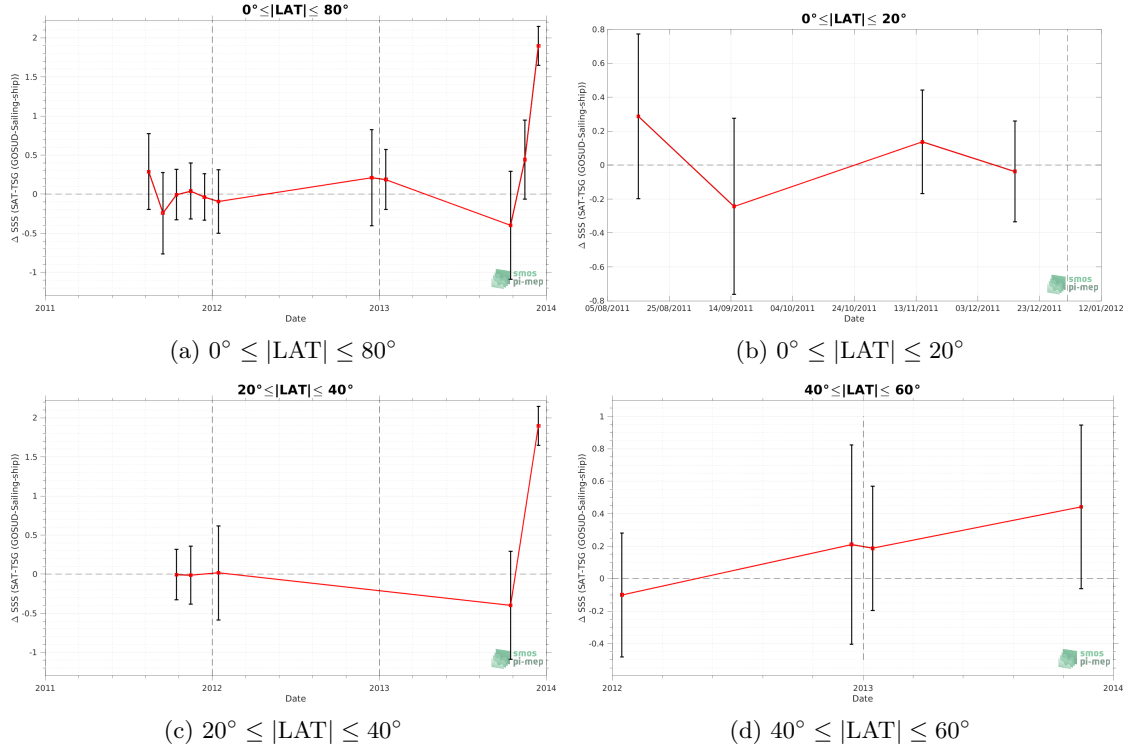 0°≤|LAT|≤ 80°
Δ SSS (SAT-TSG (GOSUD-Sailing-ship))
2
1.5
1
0.5
0
-0.5
-1
2011
2012
2013
2014
Date
smos
pi-mep
(a) 0° ≤ |LAT| ≤ 80°
0°≤|LAT|≤ 20°
Δ SSS (SAT-TSG (GOSUD-Sailing-ship))
0.8
0.6
0.4
0.2
0
-0.2
-0.4
-0.6
-0.8
05/08/2011
25/08/2011
14/09/2011
04/10/2011
24/10/2011
13/11/2011
03/12/2011
23/12/2011
12/01/2012
Date
smos
pi-mep
(b) 0° ≤ |LAT| ≤ 20°
20°≤|LAT|≤ 40°
Δ SSS (SAT-TSG (GOSUD-Sailing-ship))
2
1.5
1
0.5
0
-0.5
-1
2011
2012
2013
2014
Date
smos
pi-mep
(c) 20° ≤ |LAT| ≤ 40°
40°≤|LAT|≤ 60°
Δ SSS (SAT-TSG (GOSUD-Sailing-ship))
1
0.8
0.6
0.4
0.2
0
-0.2
-0.4
2012
2013
2014
Date
smos
pi-mep
(d) 40° ≤ |LAT| ≤ 60°